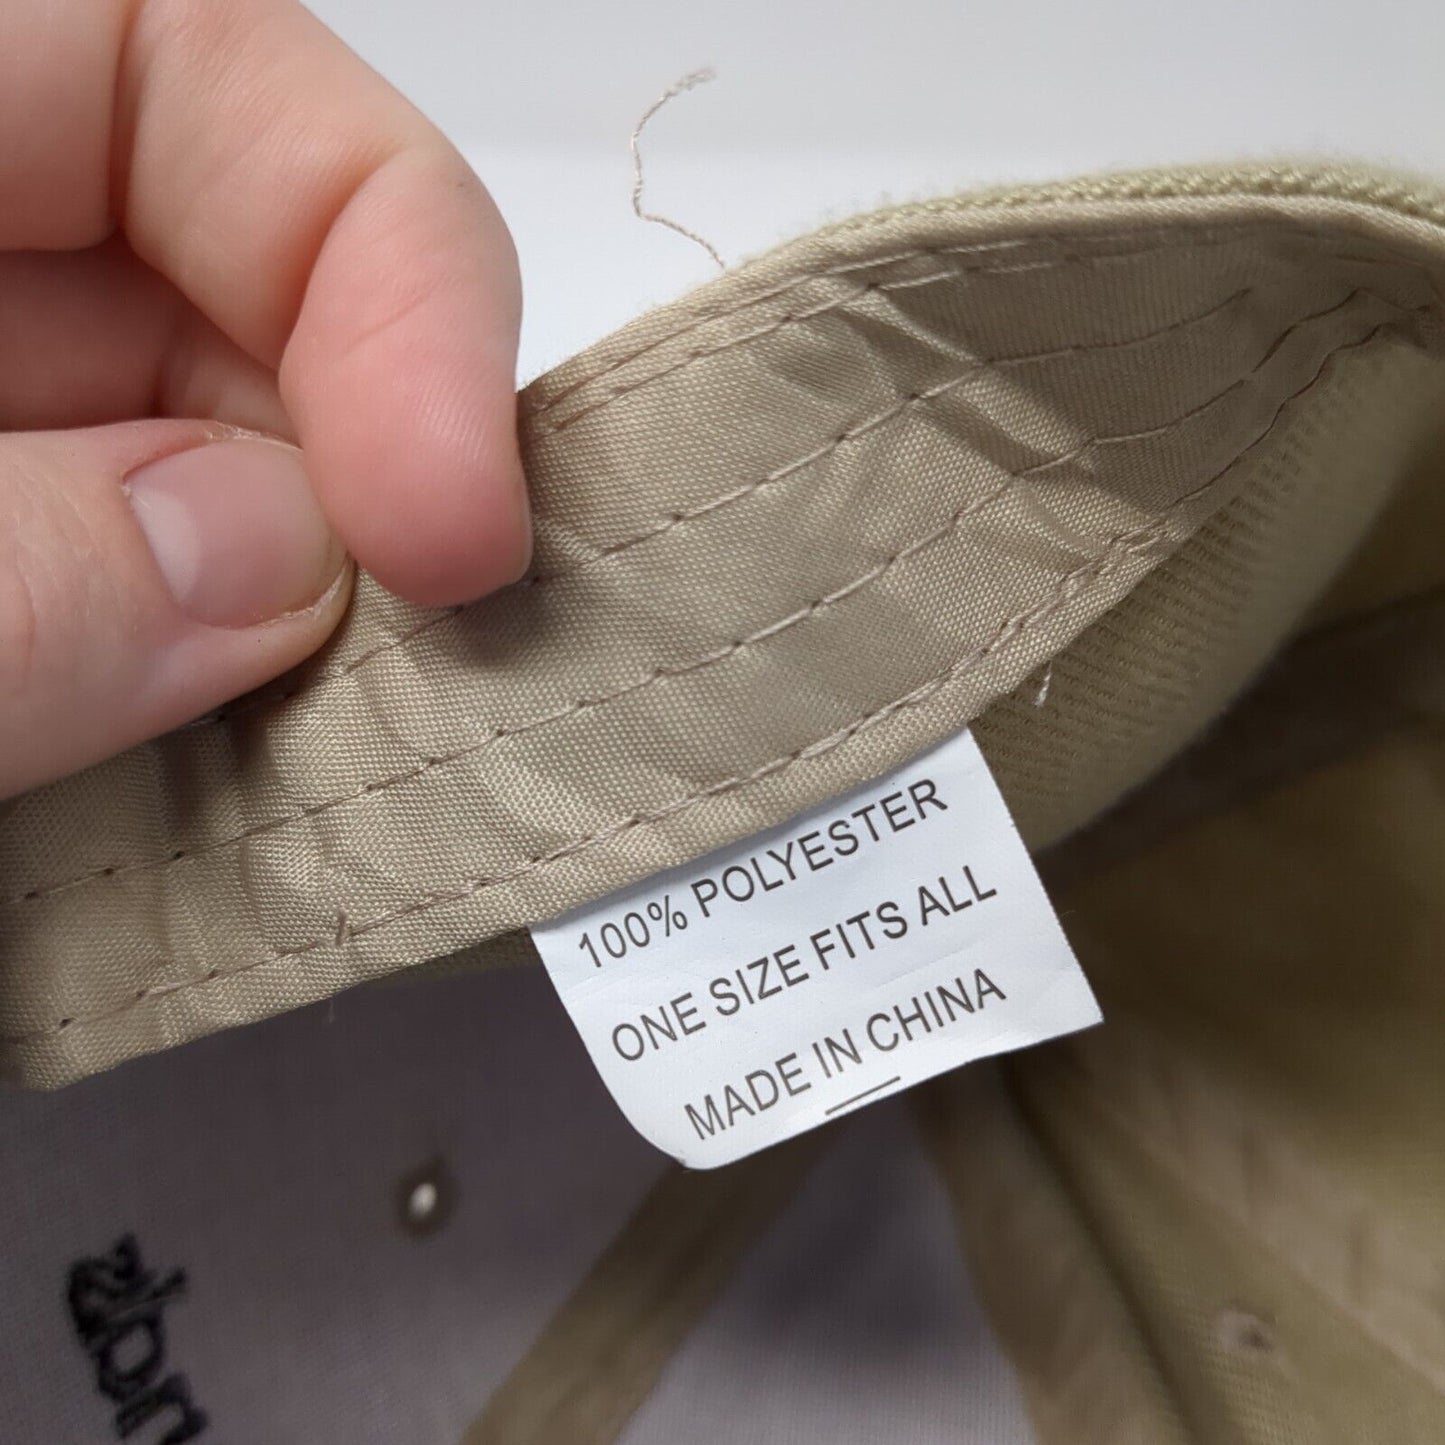 100% POLYESTER
ONE SIZE FITS ALL
MADE IN CHINA